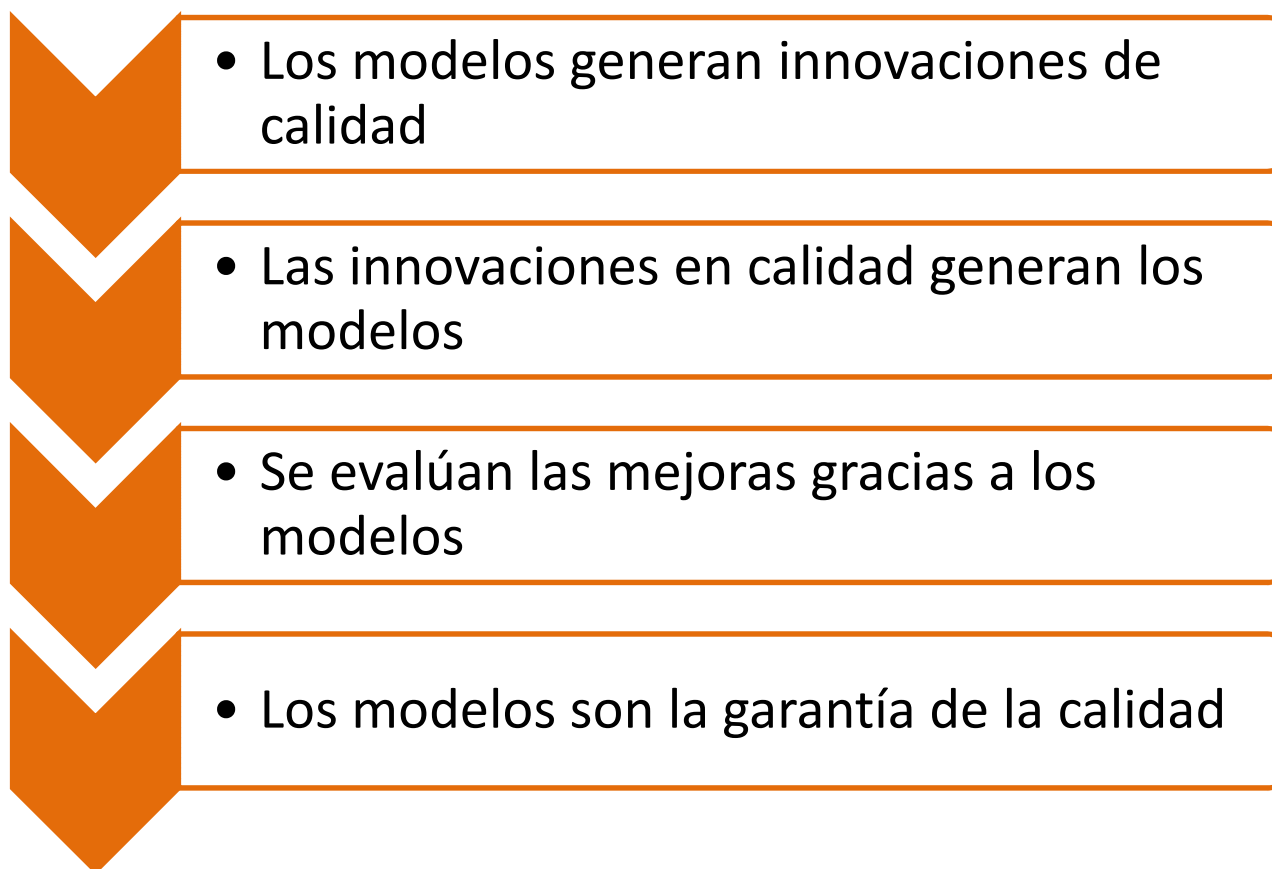 • Los modelos generan innovaciones de
calidad
• Las innovaciones en calidad generan los
modelos
• Se evalúan las mejoras gracias a los
modelos
• Los modelos son la garantía de la calidad